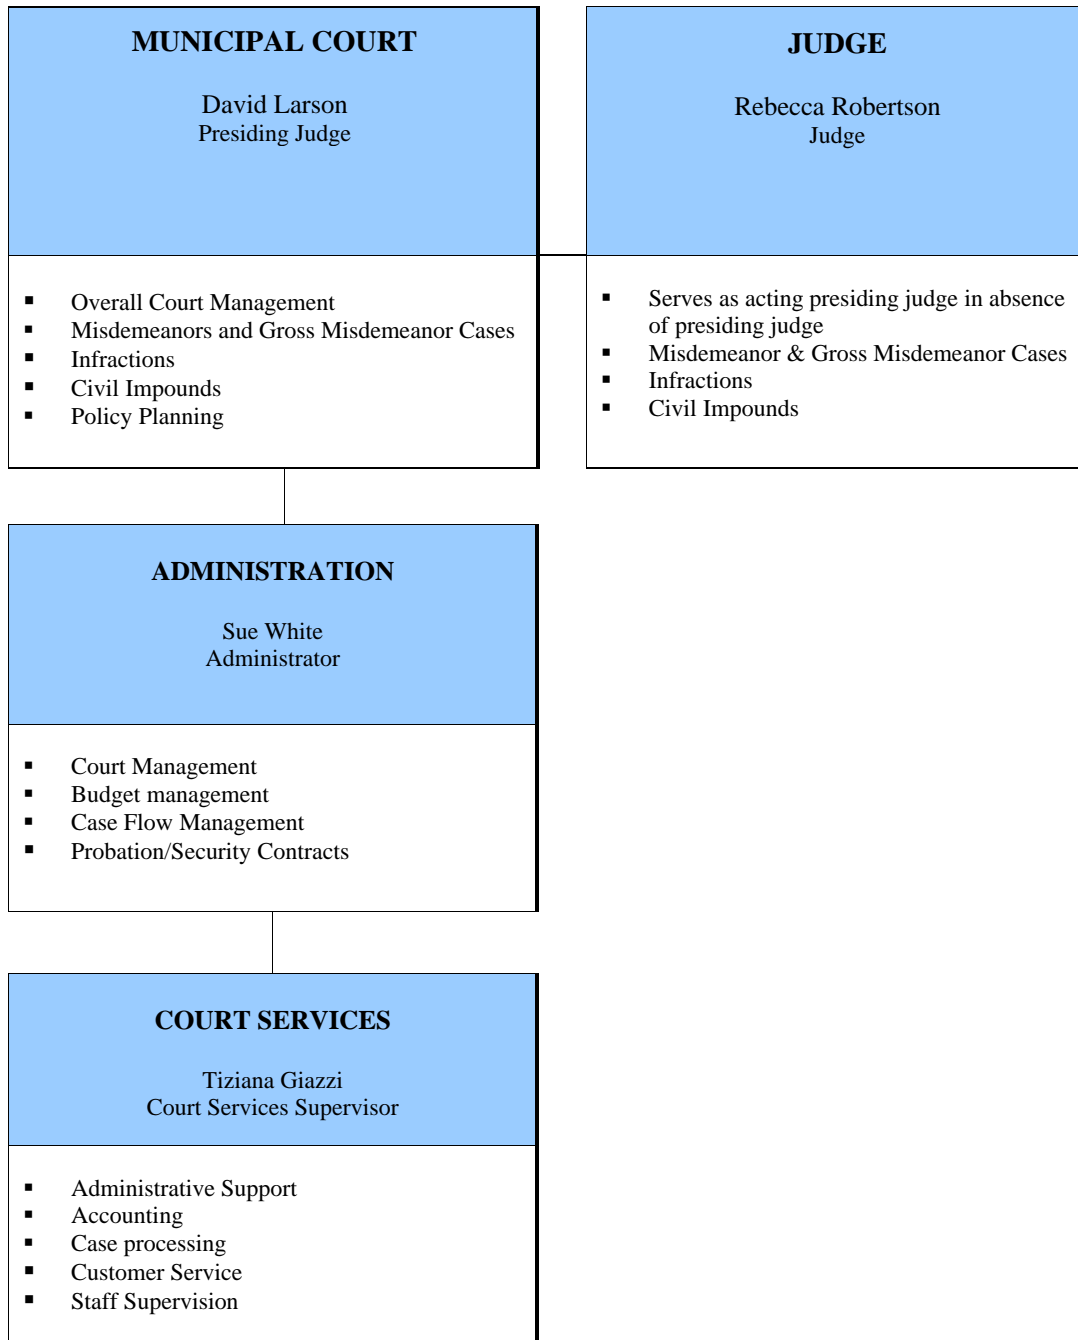 MUNICIPAL COURT
David Larson
Presiding Judge
▪ Overall Court Management
▪ Misdemeanors and Gross Misdemeanor Cases
▪ Infractions
▪ Civil Impounds
▪ Policy Planning
JUDGE
Rebecca Robertson
Judge
▪ Serves as acting presiding judge in absence
of presiding judge
▪ Misdemeanor & Gross Misdemeanor Cases
▪ Infractions
▪ Civil Impounds
ADMINISTRATION
Sue White
Administrator
▪ Court Management
▪ Budget management
▪ Case Flow Management
▪ Probation/Security Contracts
COURT SERVICES
Tiziana Giazzi
Court Services Supervisor
▪ Administrative Support
▪ Accounting
▪ Case processing
▪ Customer Service
▪ Staff Supervision